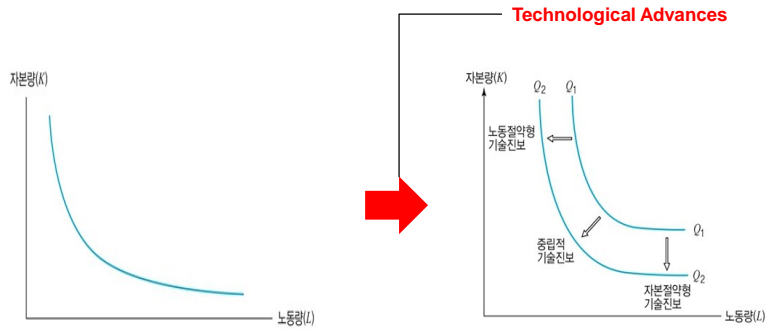 Technological Advances
자본량(K)
노동량(L)
자본량(K)
Q2 Q1
노동절약형
기술진보
중립적
기술진보
Q1
Q2
자본절약형
기술진보
노동량(L)